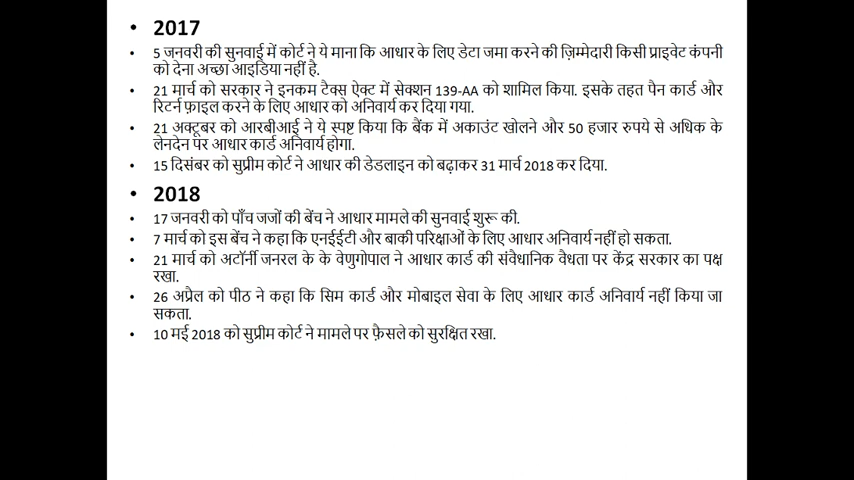 • 2017
• 5 जनवरी की सुनवाई में कोर्ट ने ये माना कि आधार के लिए डेटा जमा करने की ज़िम्मेदारी किसी प्राइवेट कंपनी
को देना अच्छा आइडिया नहीं है.
• 21 मार्च को सरकार ने इनकम टैक्स ऐक्ट में सेक्शन 139-AA को शामिल किया. इसके तहत पैन कार्ड और
रिटर्न फ़ाइल करने के लिए आधार को अनिवार्य कर दिया गया.
• 21 अक्टूबर को आरबीआई ने ये स्पष्ट किया कि बैंक में अकाउंट खोलने और 50 हजार रुपये से अधिक के
लेनदेन पर आधार कार्ड अनिवार्य होगा.
• 15 दिसंबर को सुप्रीम कोर्ट ने आधार की डेडलाइन को बढ़ाकर 31 मार्च 2018 कर दिया.
• 2018
• 17 जनवरी को पाँच जजों की बेंच ने आधार मामले की सुनवाई शुरू की.
• 7 मार्च को इस बेंच ने कहा कि एनईईटी और बाकी परिक्षाओं के लिए आधार अनिवार्य नहीं हो सकता.
• 21 मार्च को अटॉर्नी जनरल के के वेणुगोपाल ने आधार कार्ड की संवैधानिक वैधता पर केंद्र सरकार का पक्ष
रखा.
• 26 अप्रैल को पीठ ने कहा कि सिम कार्ड और मोबाइल सेवा के लिए आधार कार्ड अनिवार्य नहीं किया जा
सकता.
• 10 मई 2018 को सुप्रीम कोर्ट ने मामले पर फ़ैसले को सुरक्षित रखा.